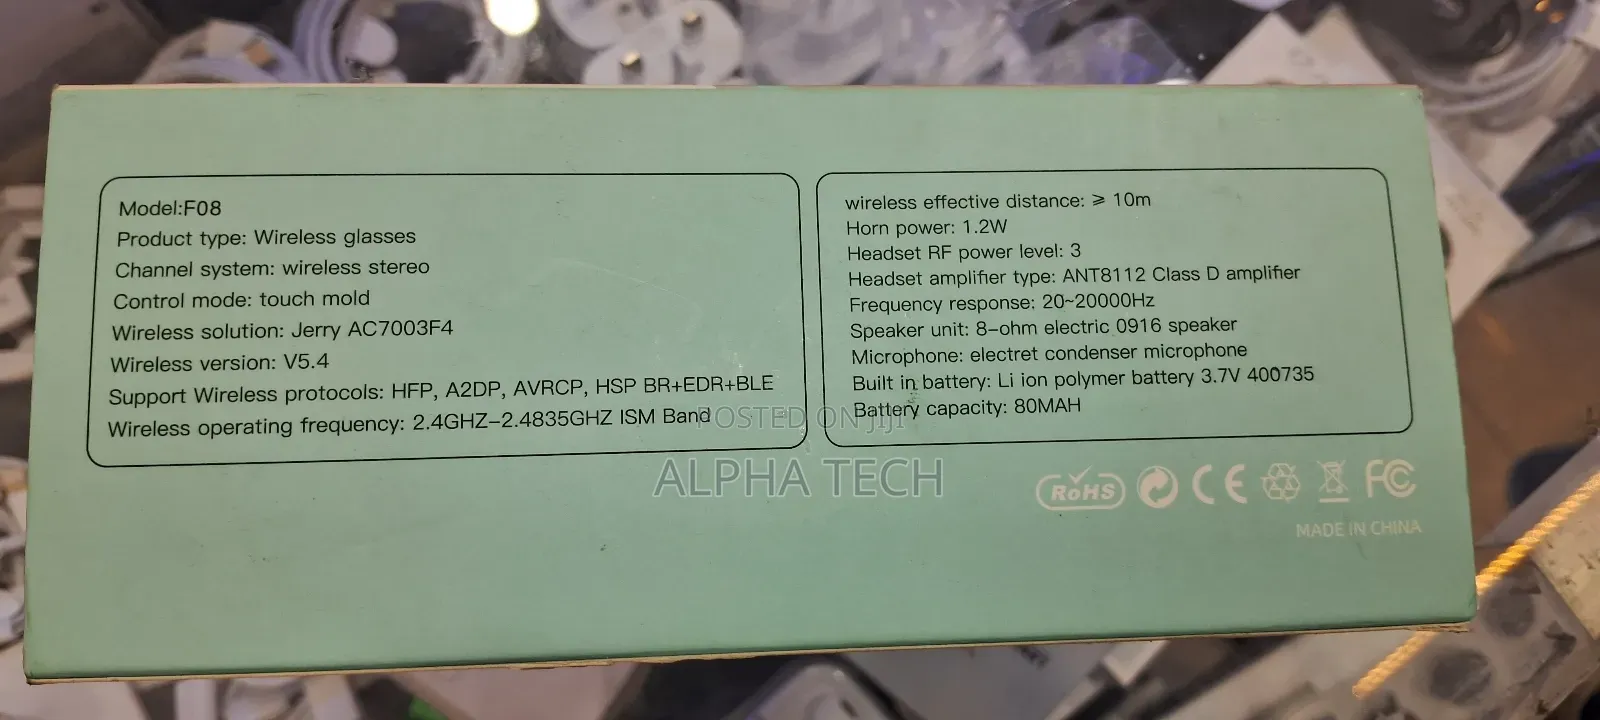 Model:F08
Product type: Wireless glasses
Channel system: wireless stereo
Control mode: touch mold
Wireless solution: Jerry AC7003F4
Wireless version: V5.4
Support Wireless protocols: HFP, A2DP, AVRCP, HSP BR+EDR+BLE
Wireless operating frequency: 2.4GHZ-2.4835GHZ ISM Band
wireless effective distance: ⩾ 10m
Horn power: 1.2W
Headset RF power level: 3
Headset amplifier type: ANT8112 Class D amplifier
Frequency response: 20~20000Hz
Speaker unit: 8-ohm electric 0916 speaker
Microphone: electret condenser microphone
Built in battery: Li ion polymer battery 3.7V 400735
Battery capacity: 80MAH
POSTED ON JIJI
ALPHA TECH
RoHS CE FC
MADE IN CHINA